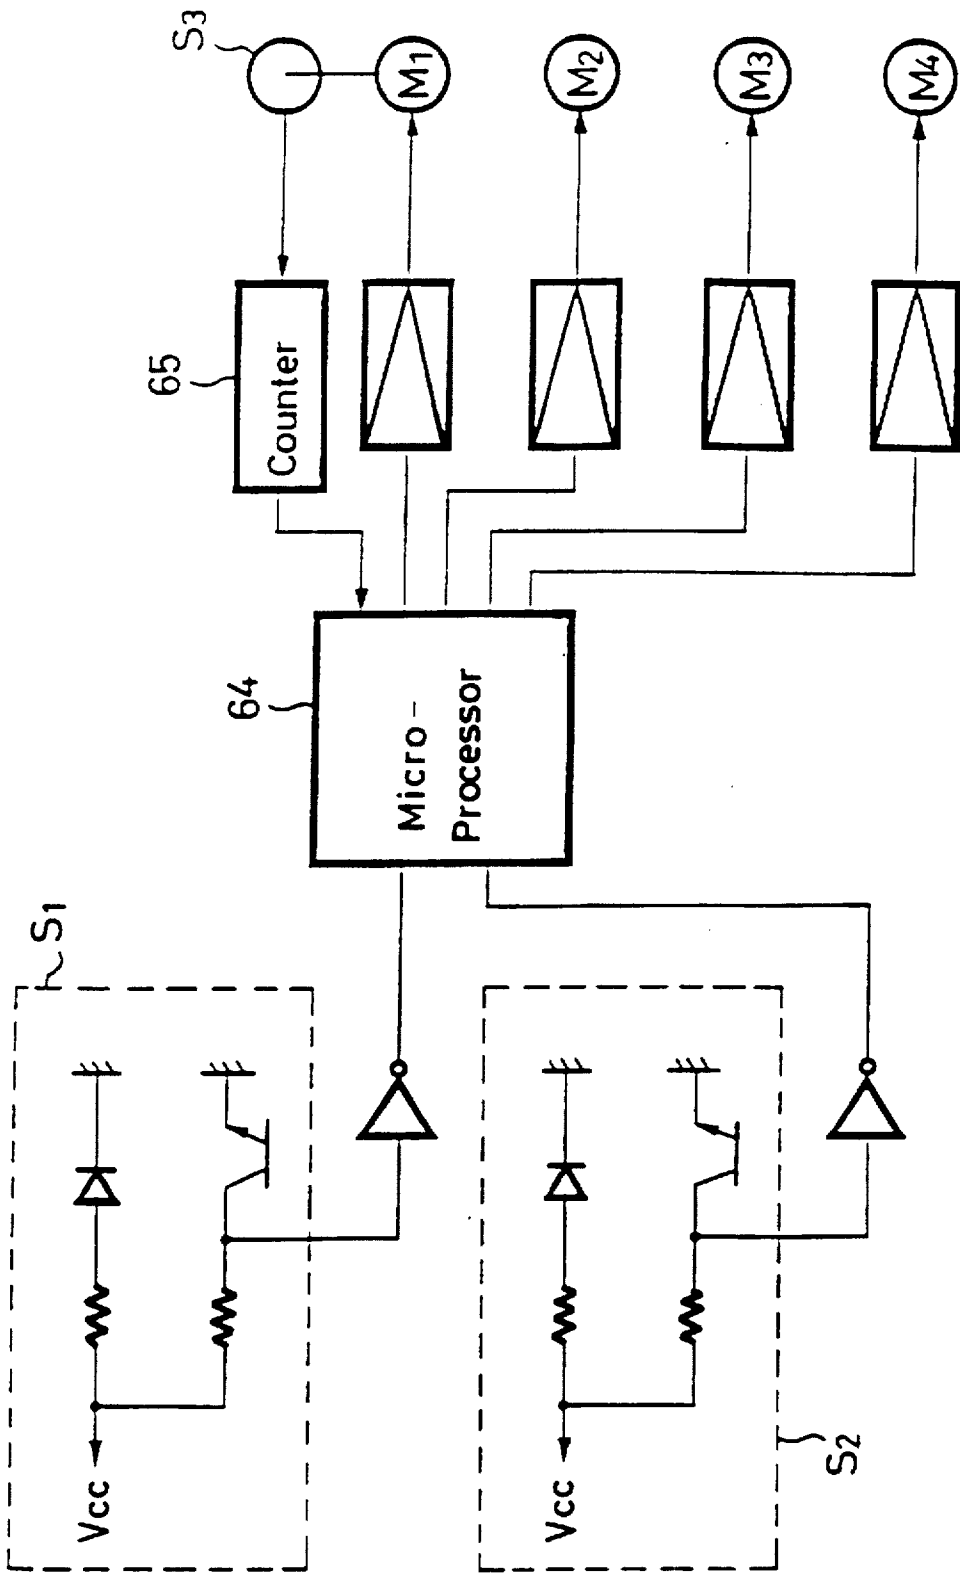 S1
Vcc
S2
Vcc
64
Micro-
Processor
65
Counter
S3
M1
M2
M3
M4